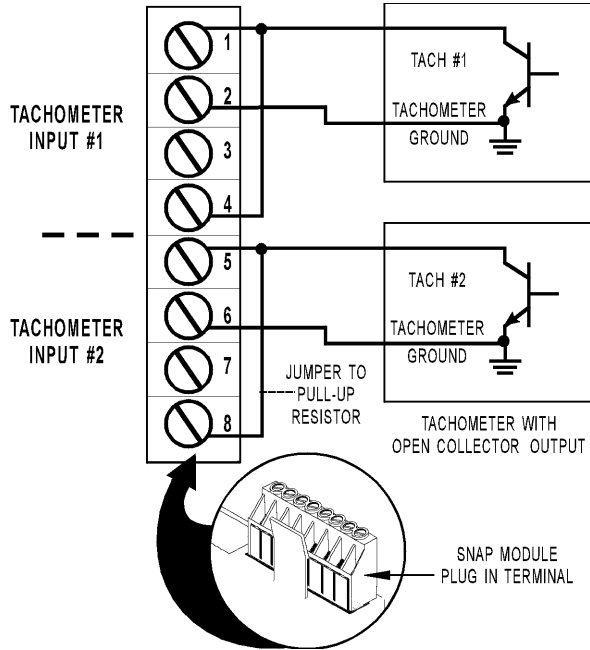 TACHOMETER
INPUT #1
1
2
3
4
TACH #1
TACHOMETER
GROUND
TACHOMETER
INPUT #2
5
6
7
8
TACH #2
TACHOMETER
GROUND
JUMPER TO
PULL-UP
RESISTOR
TACHOMETER WITH
OPEN COLLECTOR OUTPUT
SNAP MODULE
PLUG IN TERMINAL